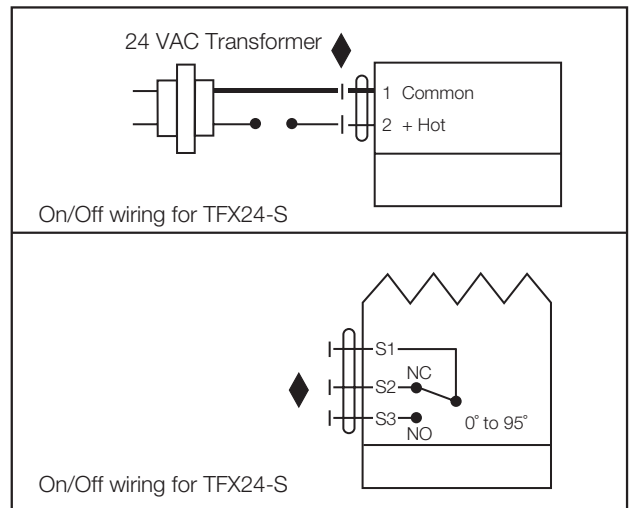 24 VAC Transformer
1 Common
2 + Hot
On/Off wiring for TFX24-S
S1
NC
S2
S3
0° to 95°
NO
On/Off wiring for TFX24-S